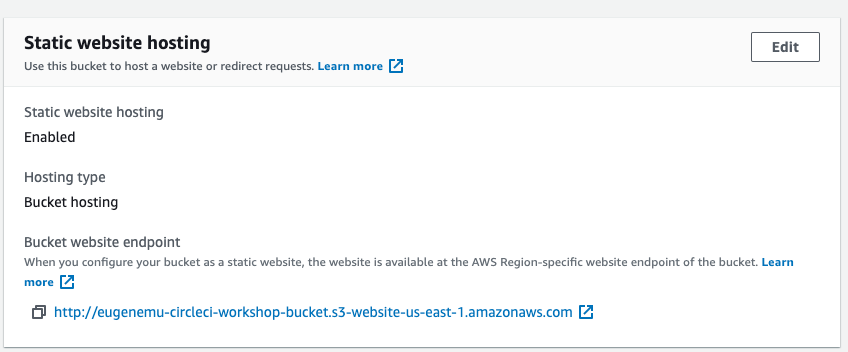 Static website hosting
Edit
Use this bucket to host a website or redirect requests. Learn more
Static website hosting
Enabled
Hosting type
Bucket hosting
Bucket website endpoint
When you configure your bucket as a static website, the website is available at the AWS Region-specific website endpoint of the bucket. Learn
more
http://eugenemu-circleci-workshop-bucket.s3-website-us-east-1.amazonaws.com